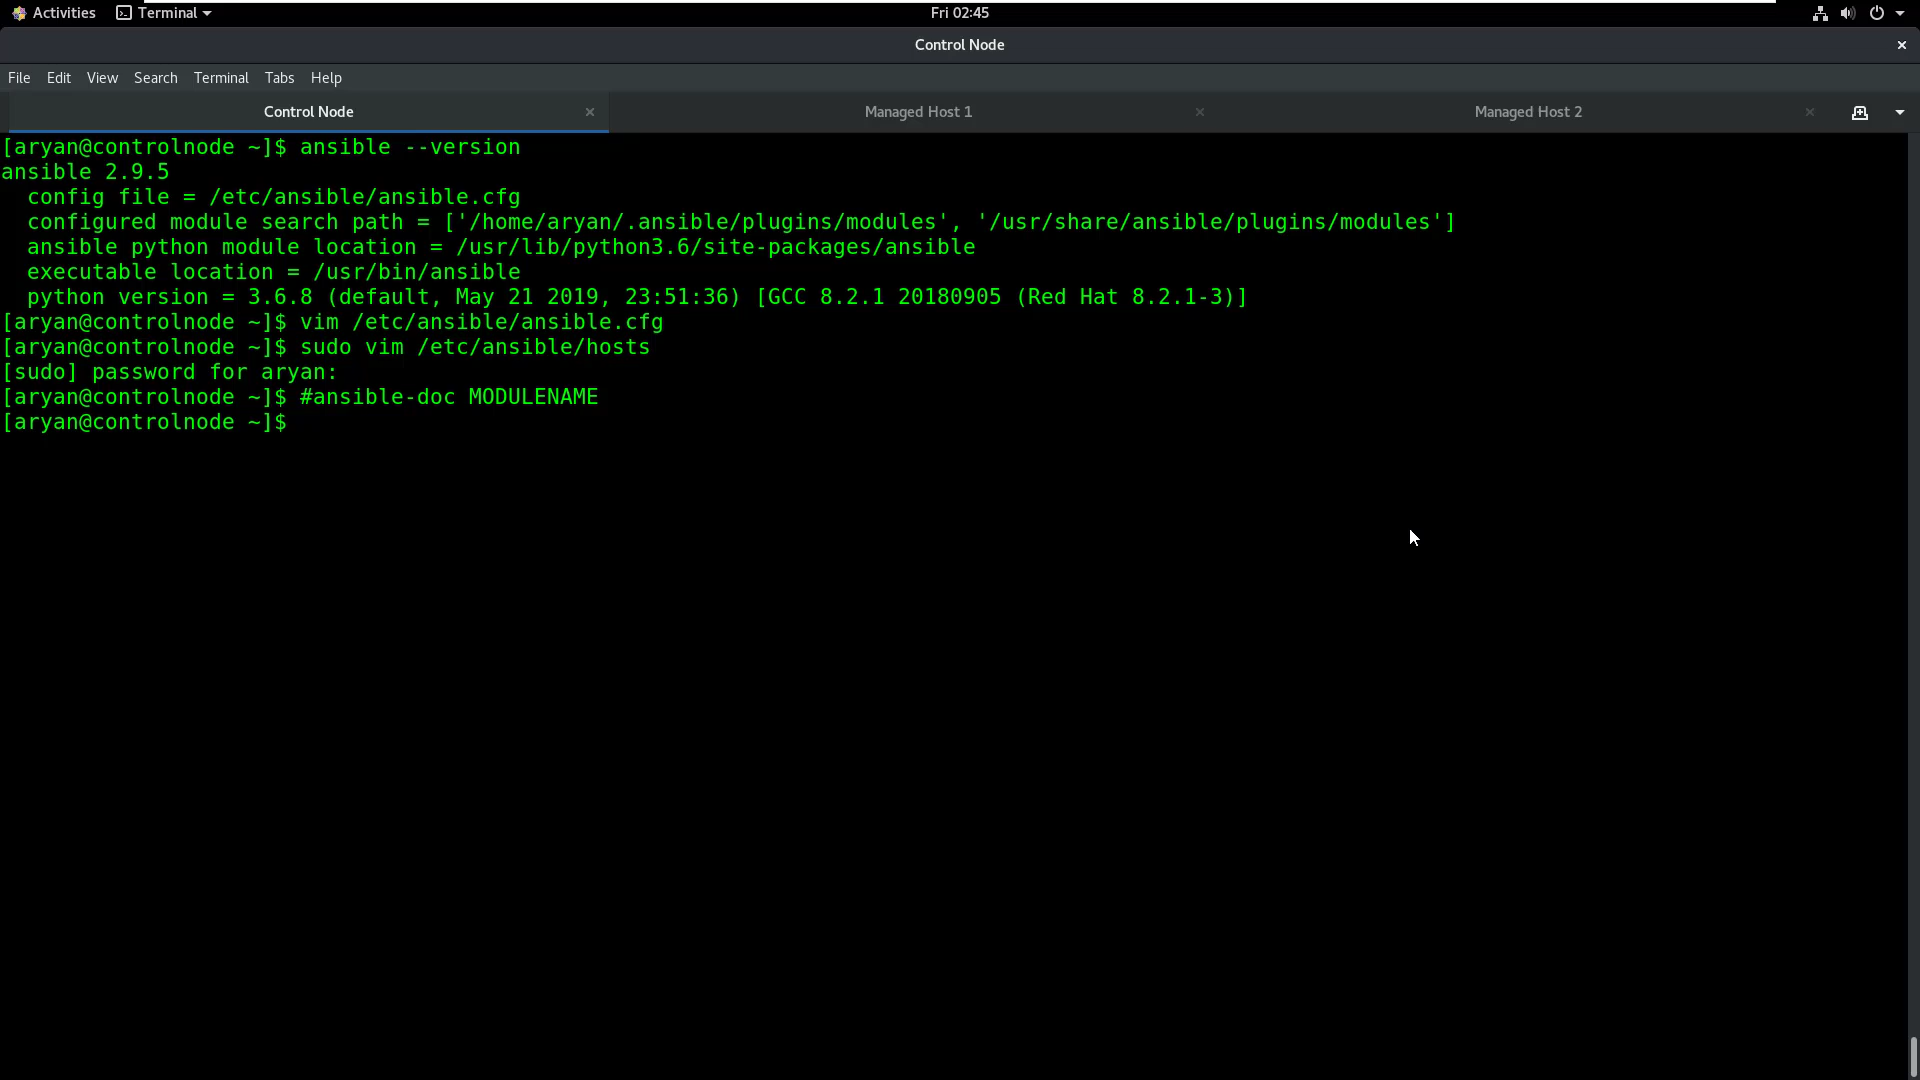 Activities Terminal Fri 02:45
Control Node
File Edit View Search Terminal Tabs Help
Control Node Managed Host 1 Managed Host 2
[aryan@controlnode ~]$ ansible --version
ansible 2.9.5
  config file = /etc/ansible/ansible.cfg
  configured module search path = ['/home/aryan/.ansible/plugins/modules', '/usr/share/ansible/plugins/modules']
  ansible python module location = /usr/lib/python3.6/site-packages/ansible
  executable location = /usr/bin/ansible
  python version = 3.6.8 (default, May 21 2019, 23:51:36) [GCC 8.2.1 20180905 (Red Hat 8.2.1-3)]
[aryan@controlnode ~]$ vim /etc/ansible/ansible.cfg
[aryan@controlnode ~]$ sudo vim /etc/ansible/hosts
[sudo] password for aryan:
[aryan@controlnode ~]$ #ansible-doc MODULENAME
[aryan@controlnode ~]$